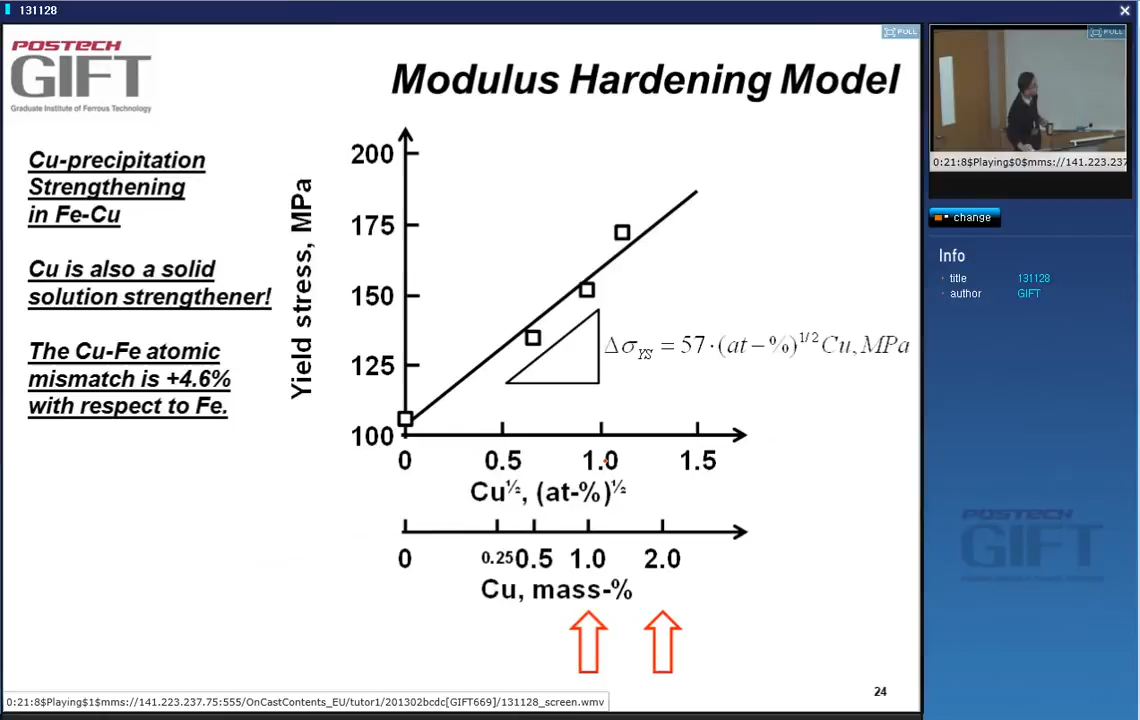 131128
FULL
FULL
POSTECH
GIFT
Graduate Institute of Ferrous Technology
Modulus Hardening Model
Cu-precipitation
Strengthening
in Fe-Cu
Cu is also a solid
solution strengthener!
The Cu-Fe atomic
mismatch is +4.6%
with respect to Fe.
Yield stress, MPa
200
175
150
125
100
Δσ_YS = 57·(at−%)^1/2 Cu, MPa
0 0.5 1.0 1.5
Cu^½, (at-%)^½
0 0.25 0.5 1.0 2.0
Cu, mass-%
24
0:21:8$Playing$1$mms://141.223.237.75:555/OnCastContents_EU/tutor1/201302bcdc[GIFT669]/131128_screen.wmv
0:21:8$Playing$0$mms://141.223.237
change
Info
title 131128
author GIFT
POSTECH
GIFT